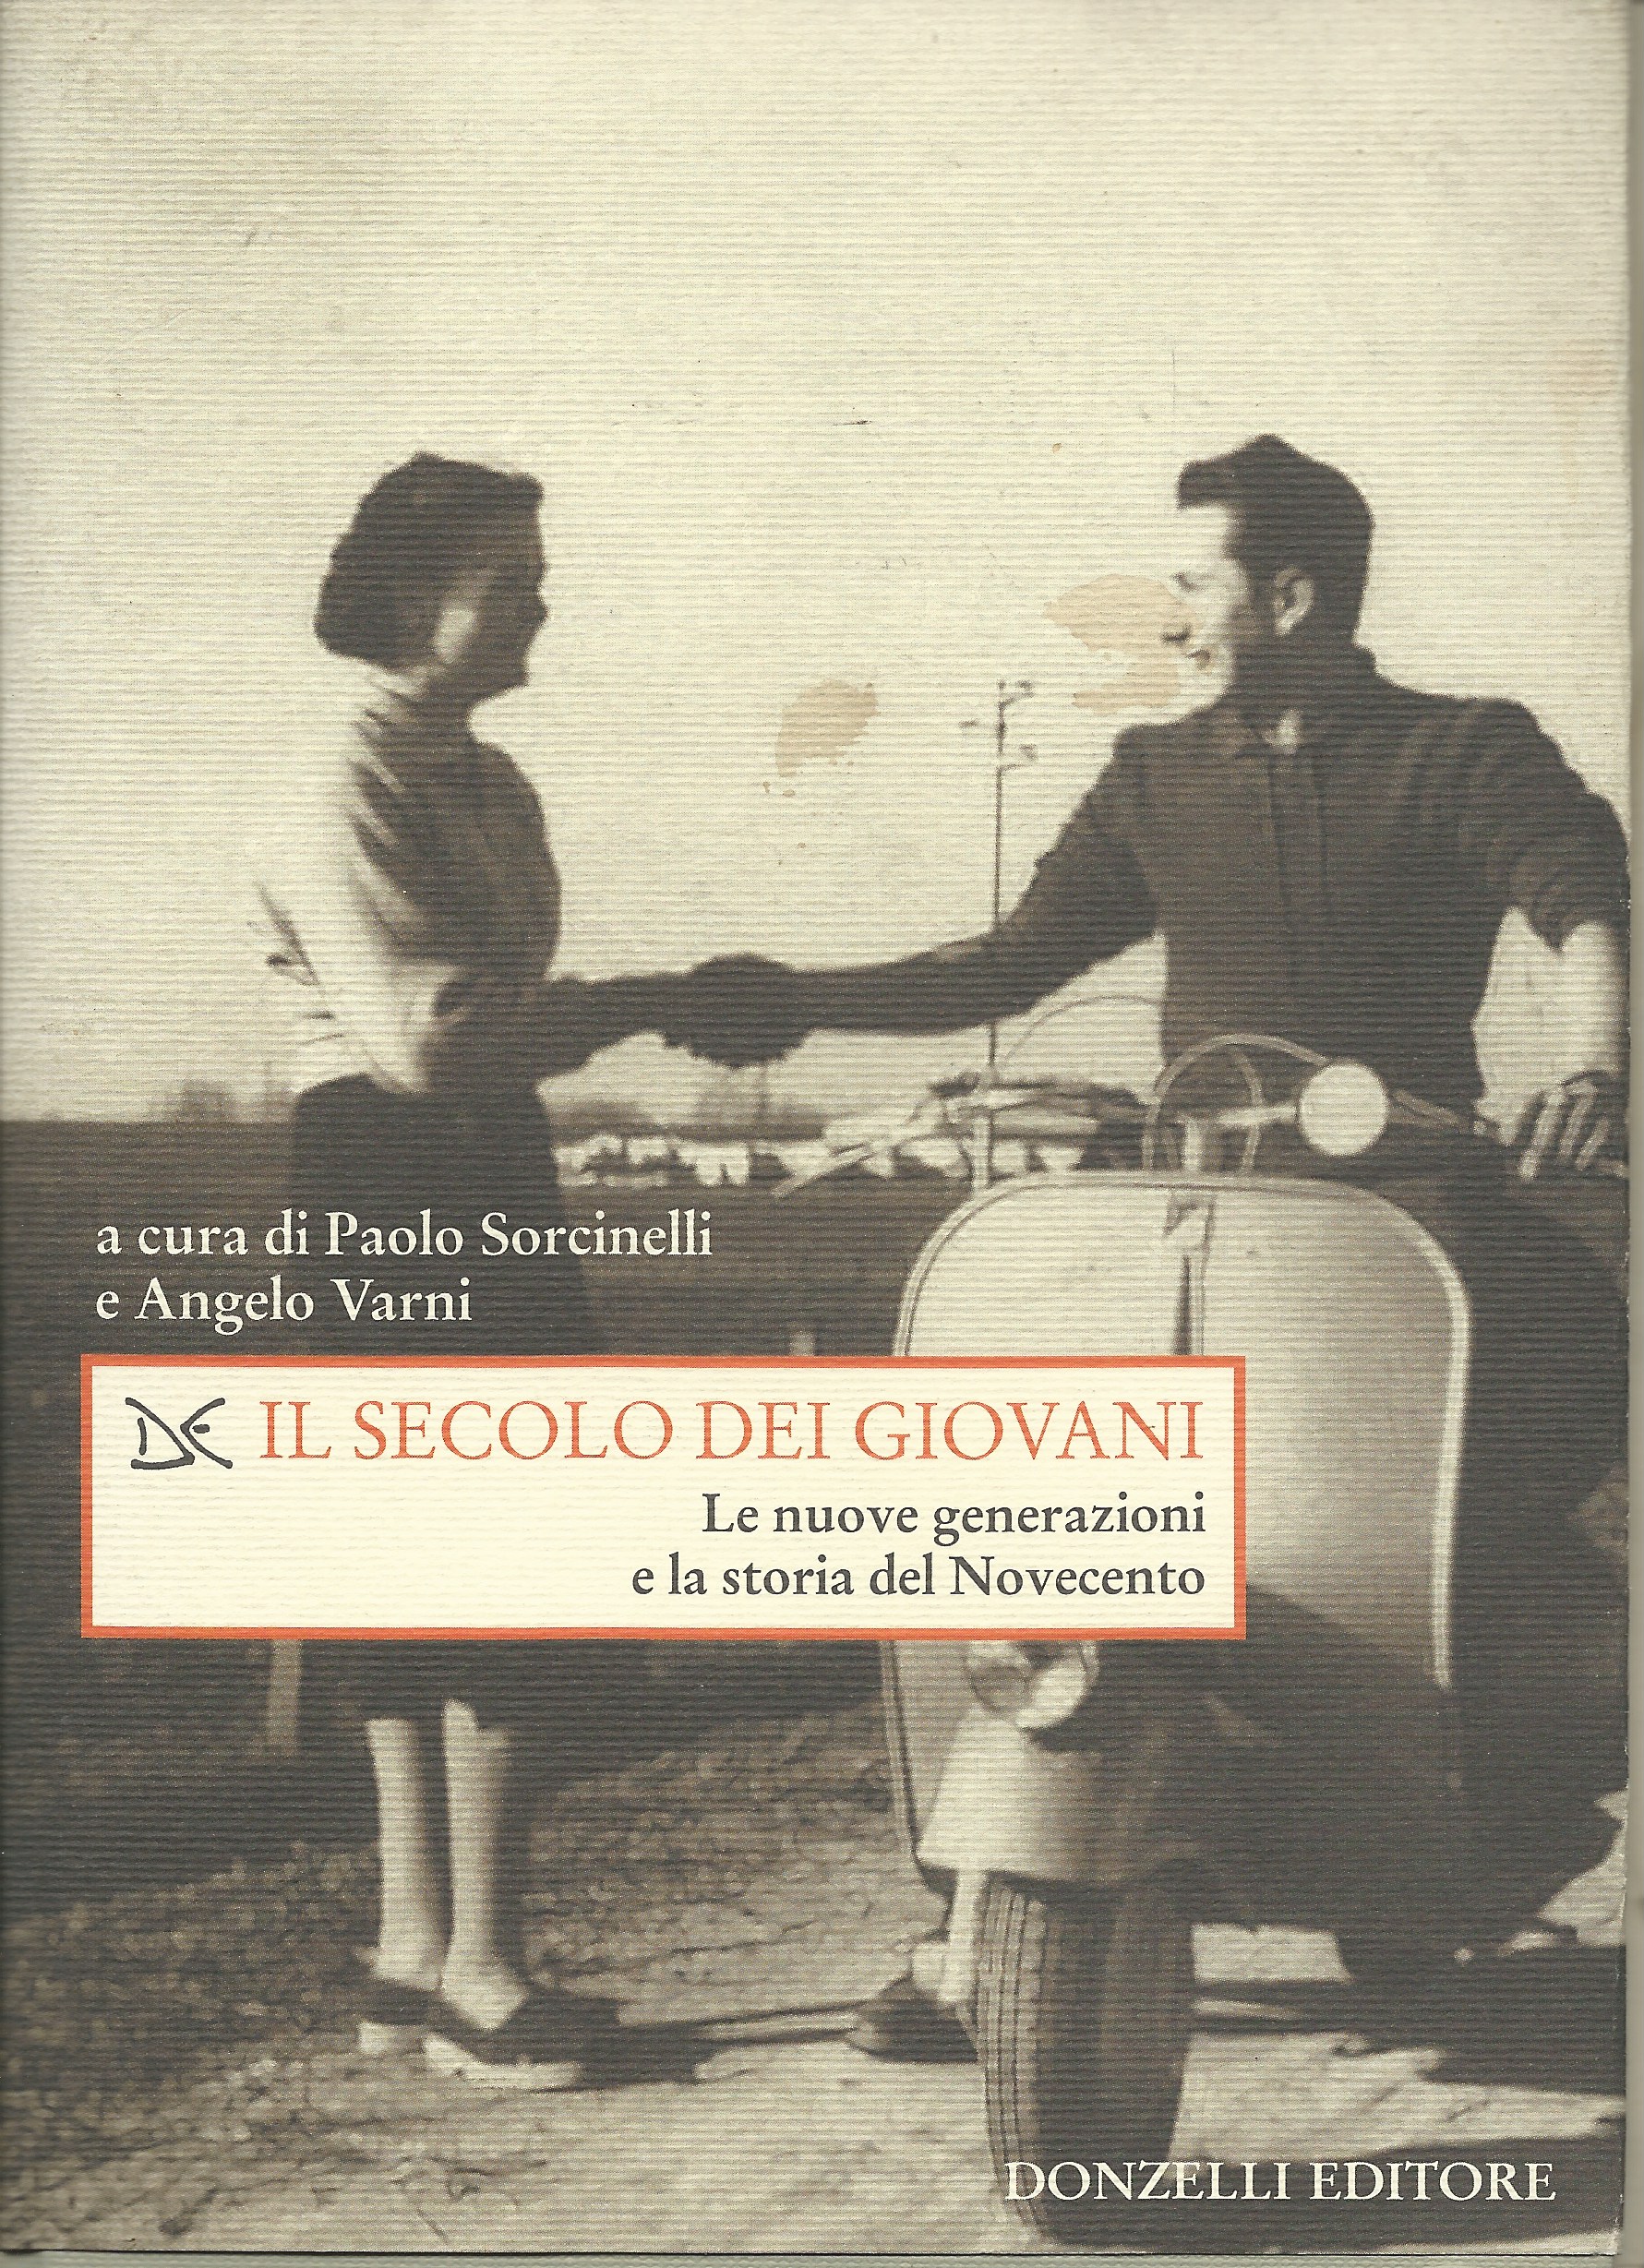 a cura di Paolo Sorcinelli
e Angelo Varni
DE IL SECOLO DEI GIOVANI
Le nuove generazioni
e la storia del Novecento
DONZELLI EDITORE